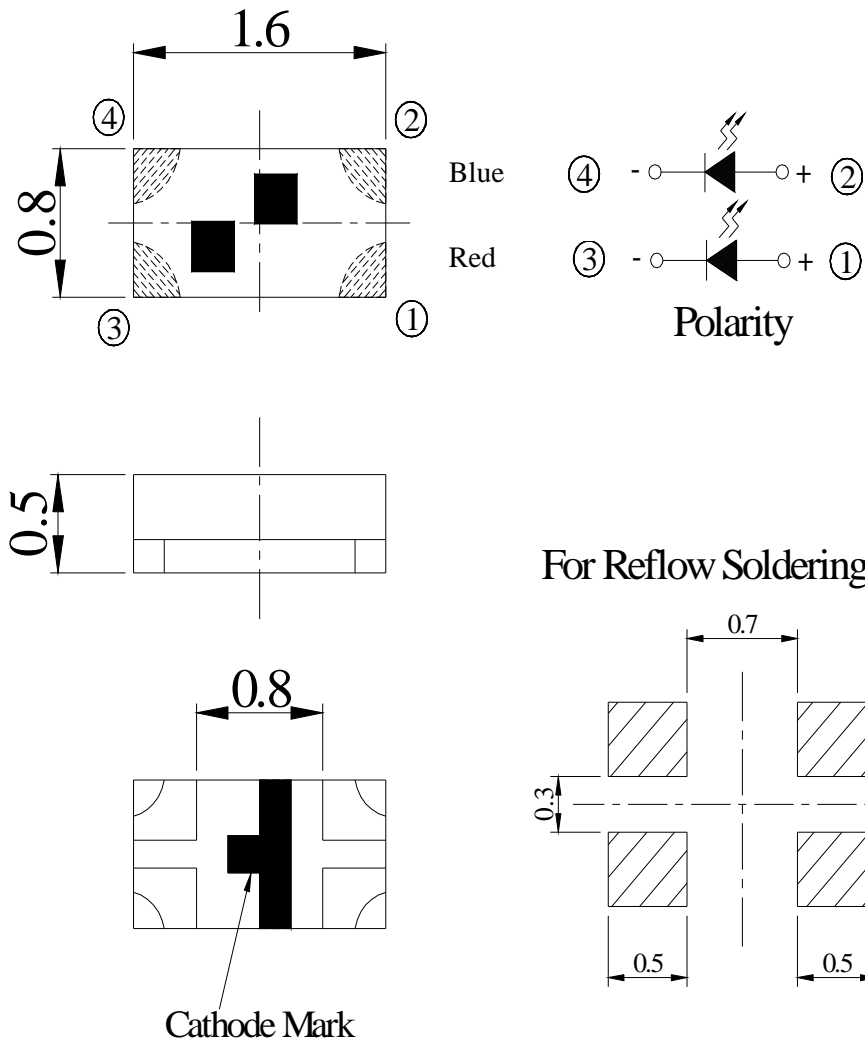 1.6
④ ②
0.8
③ ①
Blue ④ - + ②
Red ③ - + ①
Polarity
0.5
For Reflow Soldering
0.7
0.8
0.3
0.5 0.5
Cathode Mark